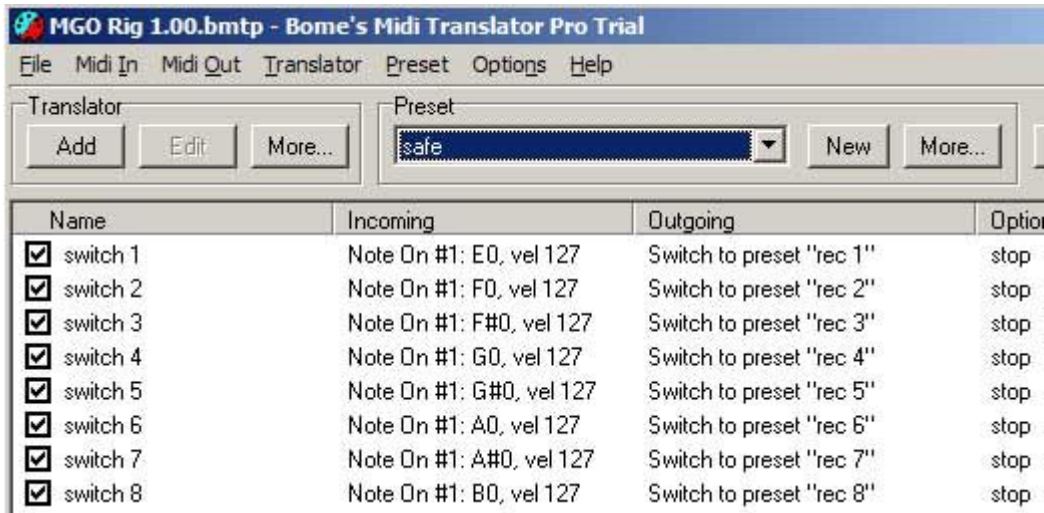 MGO Rig 1.00.bmtp - Bome's Midi Translator Pro Trial
File Midi In Midi Out Translator Preset Options Help
Translator Preset
Add Edit More... safe New More...
Name Incoming Outgoing Option
switch 1 Note On #1: E0, vel 127 Switch to preset "rec 1" stop
switch 2 Note On #1: F0, vel 127 Switch to preset "rec 2" stop
switch 3 Note On #1: F#0, vel 127 Switch to preset "rec 3" stop
switch 4 Note On #1: G0, vel 127 Switch to preset "rec 4" stop
switch 5 Note On #1: G#0, vel 127 Switch to preset "rec 5" stop
switch 6 Note On #1: A0, vel 127 Switch to preset "rec 6" stop
switch 7 Note On #1: A#0, vel 127 Switch to preset "rec 7" stop
switch 8 Note On #1: B0, vel 127 Switch to preset "rec 8" stop